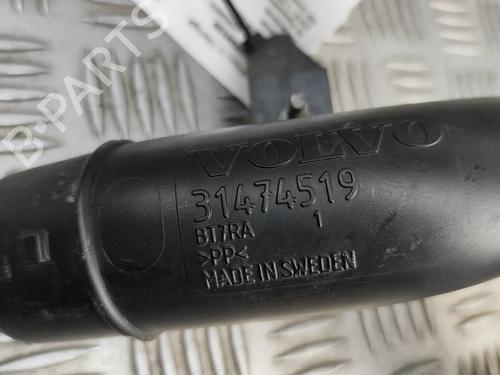 B-PARTS
VOLVO
31474519
BT7RA 1
>PP<
MADE IN SWEDEN